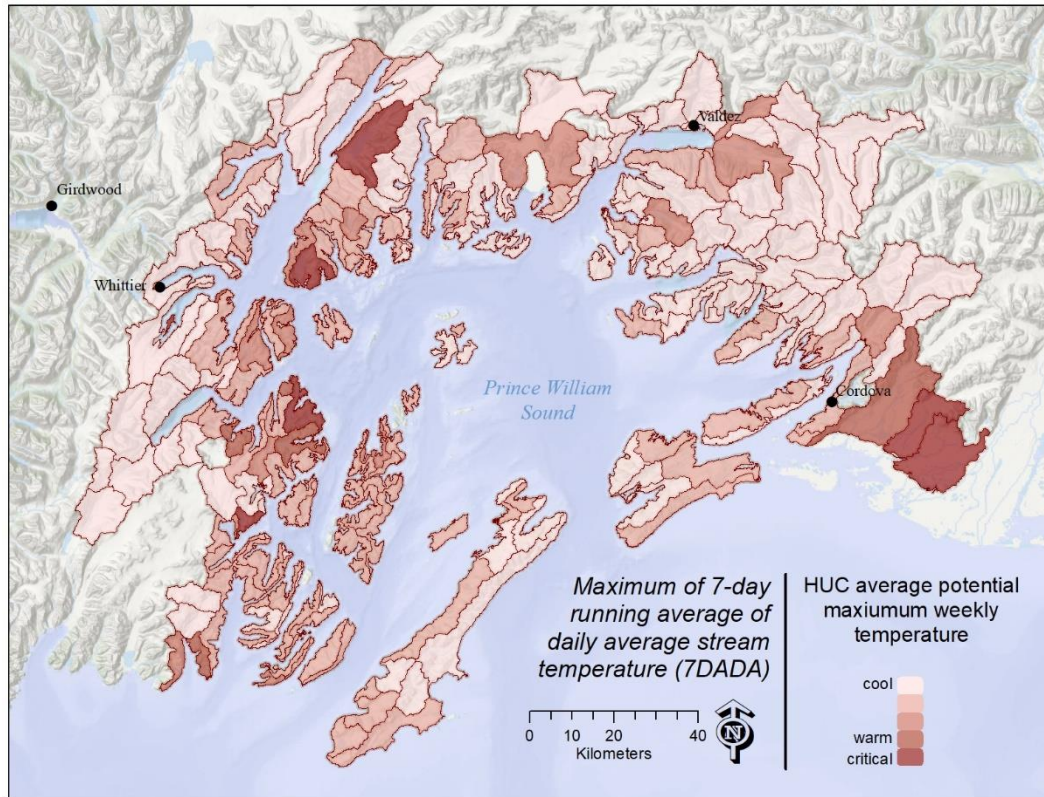 Valdez
Girdwood
Whittier
Prince William
Sound
Cordova
Maximum of 7-day
running average of
daily average stream
temperature (7DADA)
0 20 40
Kilometers
N
HUC average potential
maxiumum weekly
temperature
cool
warm
critical